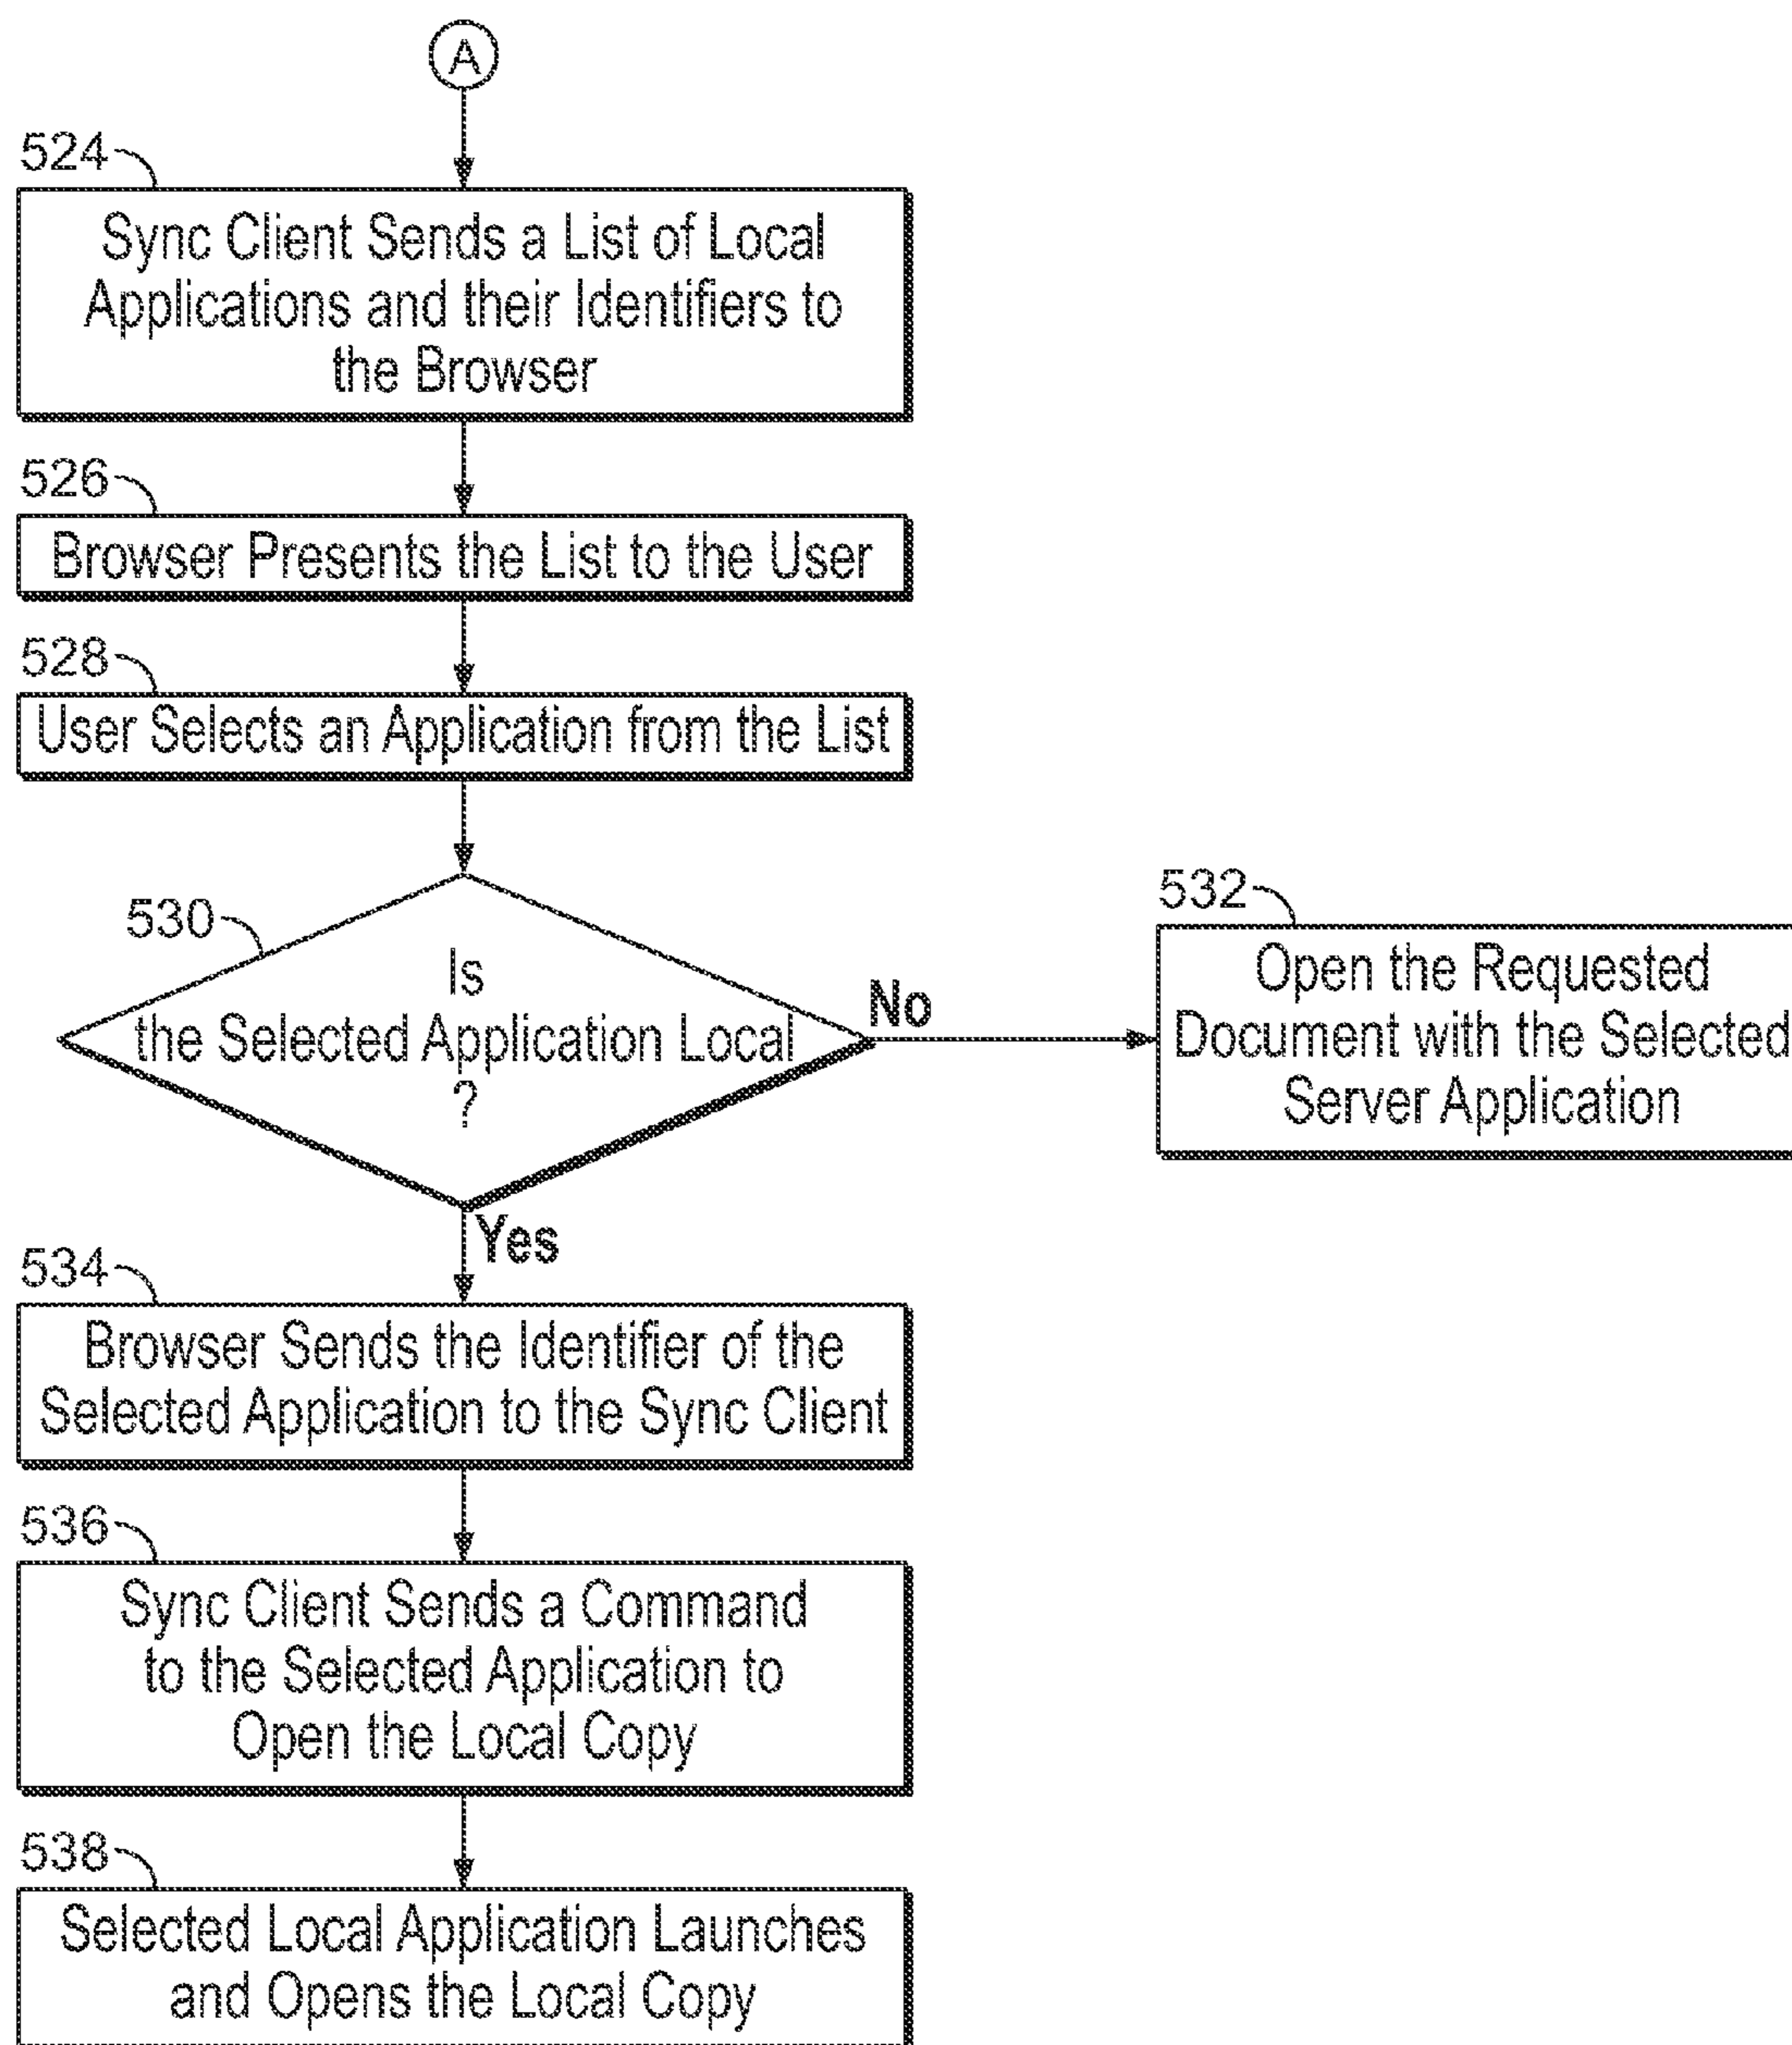 A
524
Sync Client Sends a List of Local
Applications and their Identifiers to
the Browser
526
Browser Presents the List to the User
528
User Selects an Application from the List
530
Is
the Selected Application Local
?
No
532
Open the Requested
Document with the Selected
Server Application
Yes
534
Browser Sends the Identifier of the
Selected Application to the Sync Client
536
Sync Client Sends a Command
to the Selected Application to
Open the Local Copy
538
Selected Local Application Launches
and Opens the Local Copy